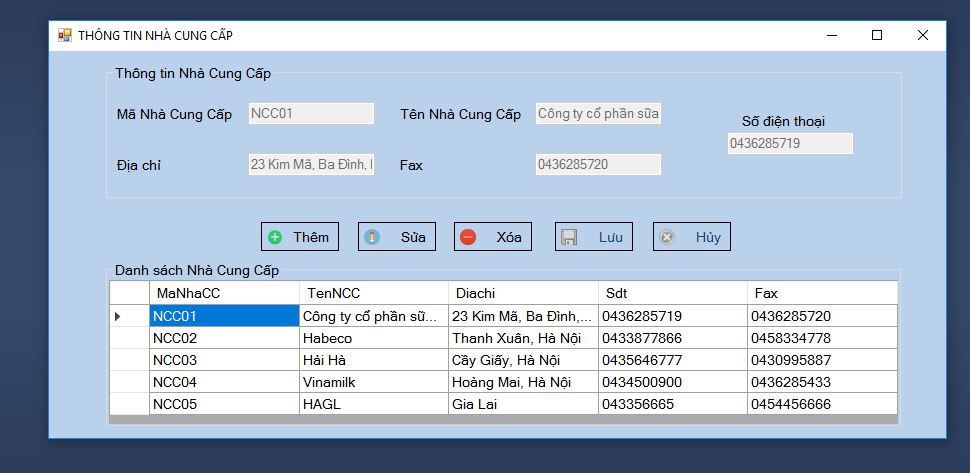 THÔNG TIN NHÀ CUNG CẤP
Thông tin Nhà Cung Cấp
Mã Nhà Cung Cấp NCC01 Tên Nhà Cung Cấp Công ty cổ phần sữa Số điện thoại
0436285719
Địa chỉ 23 Kim Mã, Ba Đình, Fax 0436285720
Thêm Sửa Xóa Lưu Hủy
Danh sách Nhà Cung Cấp
MaNhaCC TenNCC Diachi Sdt Fax
NCC01 Công ty cổ phần sữ... 23 Kim Mã, Ba Đình,... 0436285719 0436285720
NCC02 Habeco Thanh Xuân, Hà Nội 0433877866 0458334778
NCC03 Hải Hà Cầy Giấy, Hà Nội 0435646777 0430995887
NCC04 Vinamilk Hoàng Mai, Hà Nội 0434500900 0436285433
NCC05 HAGL Gia Lai 043356665 0454456666